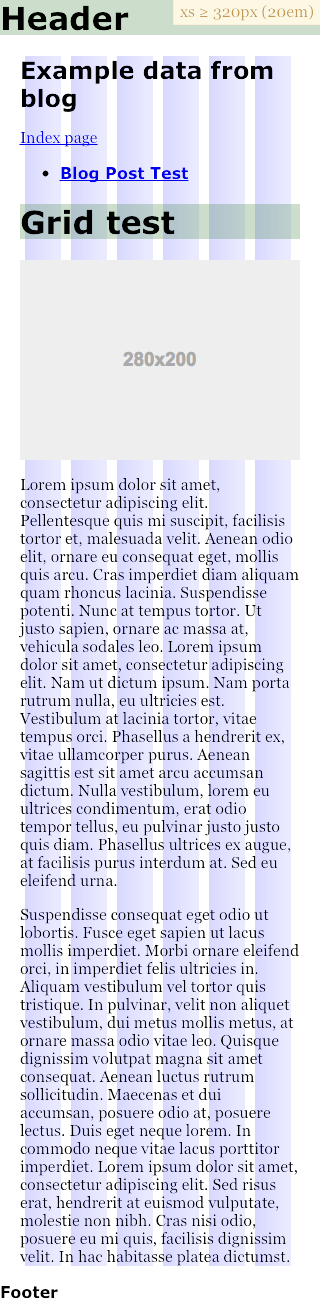 Header
xs ≥ 320px (20em)
Example data from
blog
Index page
Blog Post Test
Grid test
280x200
Lorem ipsum dolor sit amet,
consectetur adipiscing elit.
Pellentesque quis mi suscipit, facilisis
tortor et, malesuada velit. Aenean odio
elit, ornare eu consequat eget, mollis
quis arcu. Cras imperdiet diam aliquam
quam rhoncus lacinia. Suspendisse
potenti. Nunc at tempus tortor. Ut
justo sapien, ornare ac massa at,
vehicula sodales leo. Lorem ipsum
dolor sit amet, consectetur adipiscing
elit. Nam ut dictum ipsum. Nam porta
rutrum nulla, eu ultricies est.
Vestibulum at lacinia tortor, vitae
tempus orci. Phasellus a hendrerit ex,
vitae ullamcorper purus. Aenean
sagittis est sit amet arcu accumsan
dictum. Nulla vestibulum, lorem eu
ultrices condimentum, erat odio
tempor tellus, eu pulvinar justo justo
quis diam. Phasellus ultrices ex augue,
at facilisis purus interdum at. Sed eu
eleifend urna.
Suspendisse consequat eget odio ut
lobortis. Fusce eget sapien ut lacus
mollis imperdiet. Morbi ornare eleifend
orci, in imperdiet felis ultricies in.
Aliquam vestibulum vel tortor quis
tristique. In pulvinar, velit non aliquet
vestibulum, dui metus mollis metus, at
ornare massa odio vitae leo. Quisque
dignissim volutpat magna sit amet
consequat. Aenean luctus rutrum
sollicitudin. Maecenas et dui
accumsan, posuere odio at, posuere
lectus. Duis eget neque lorem. In
commodo neque vitae lacus porttitor
imperdiet. Lorem ipsum dolor sit amet,
consectetur adipiscing elit. Sed risus
erat, hendrerit at euismod vulputate,
molestie non nibh. Cras nisi odio,
posuere eu mi quis, facilisis dignissim
velit. In hac habitasse platea dictumst.
Footer